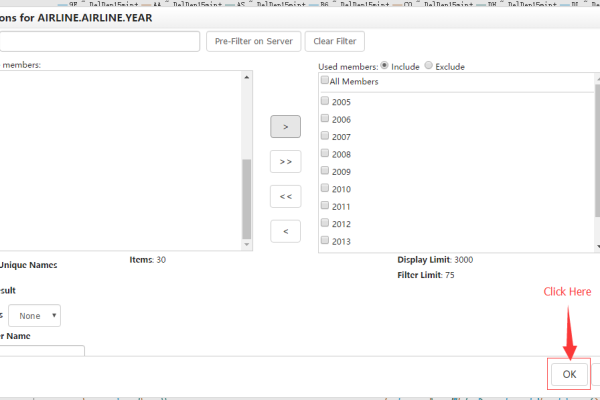 ons for AIRLINE.AIRLINE.YEAR
Pre-Filter on Server
Clear Filter
members:
Used members: Include Exclude
All Members
2005
2006
2007
2008
2009
2010
2011
2012
2013
>
>>
<<
<
Items: 30
Display Limit: 3000
Filter Limit: 75
Unique Names
esult
s None
er Name
Click Here
OK